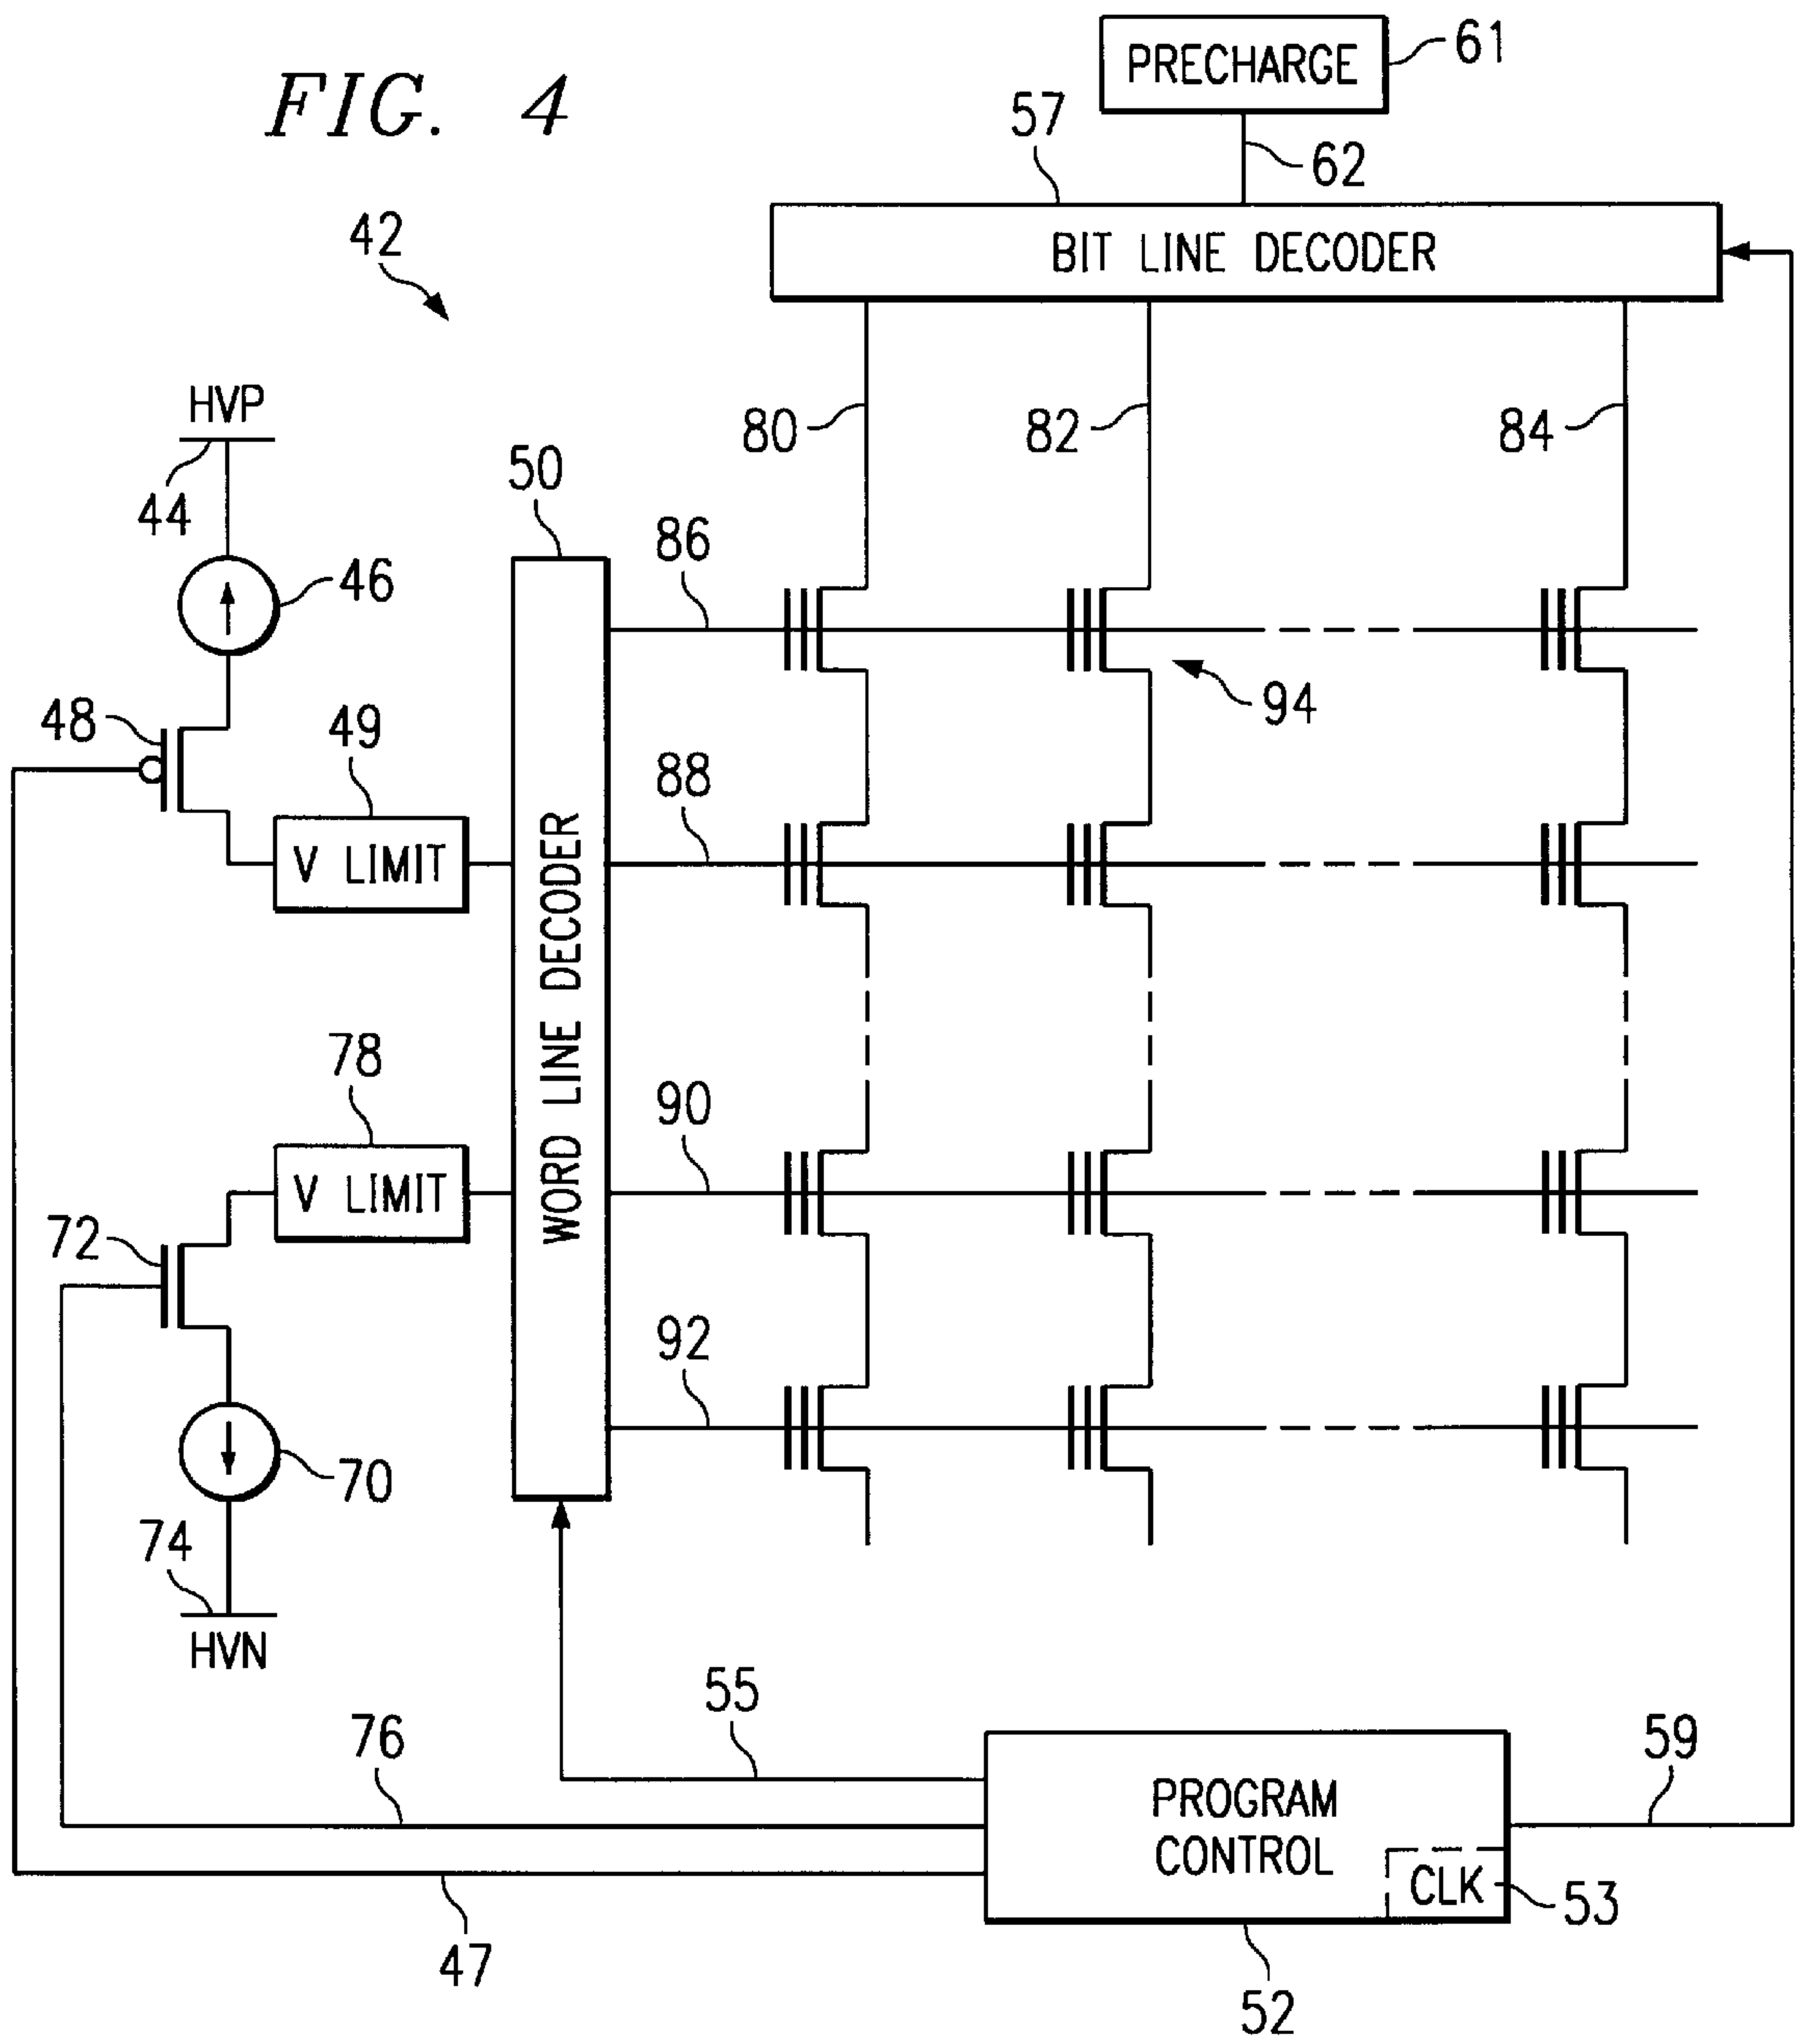 FIG. 4
PRECHARGE
61
57
62
42
BIT LINE DECODER
HVP
80
82
84
44
50
86
46
94
48
49
88
V LIMIT
WORD LINE DECODER
78
90
V LIMIT
72
92
70
74
HVN
55
76
59
PROGRAM
CONTROL
CLK
53
47
52